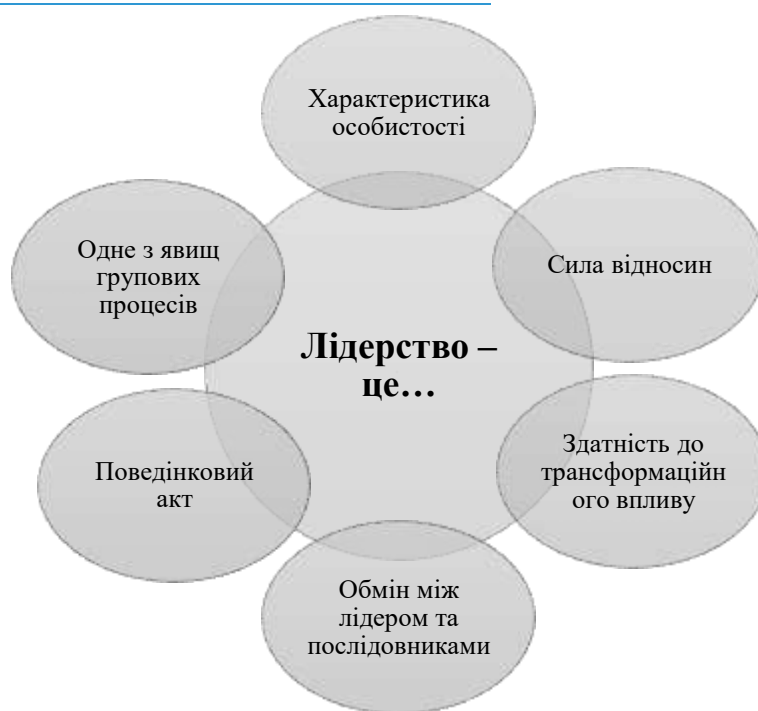 Характеристика
особистості
Сила відносин
Здатність до
трансформаційн
ого впливу
Обмін між
лідером та
послідовниками
Поведінковий
акт
Одне з явищ
групових
процесів
Лідерство –
це…